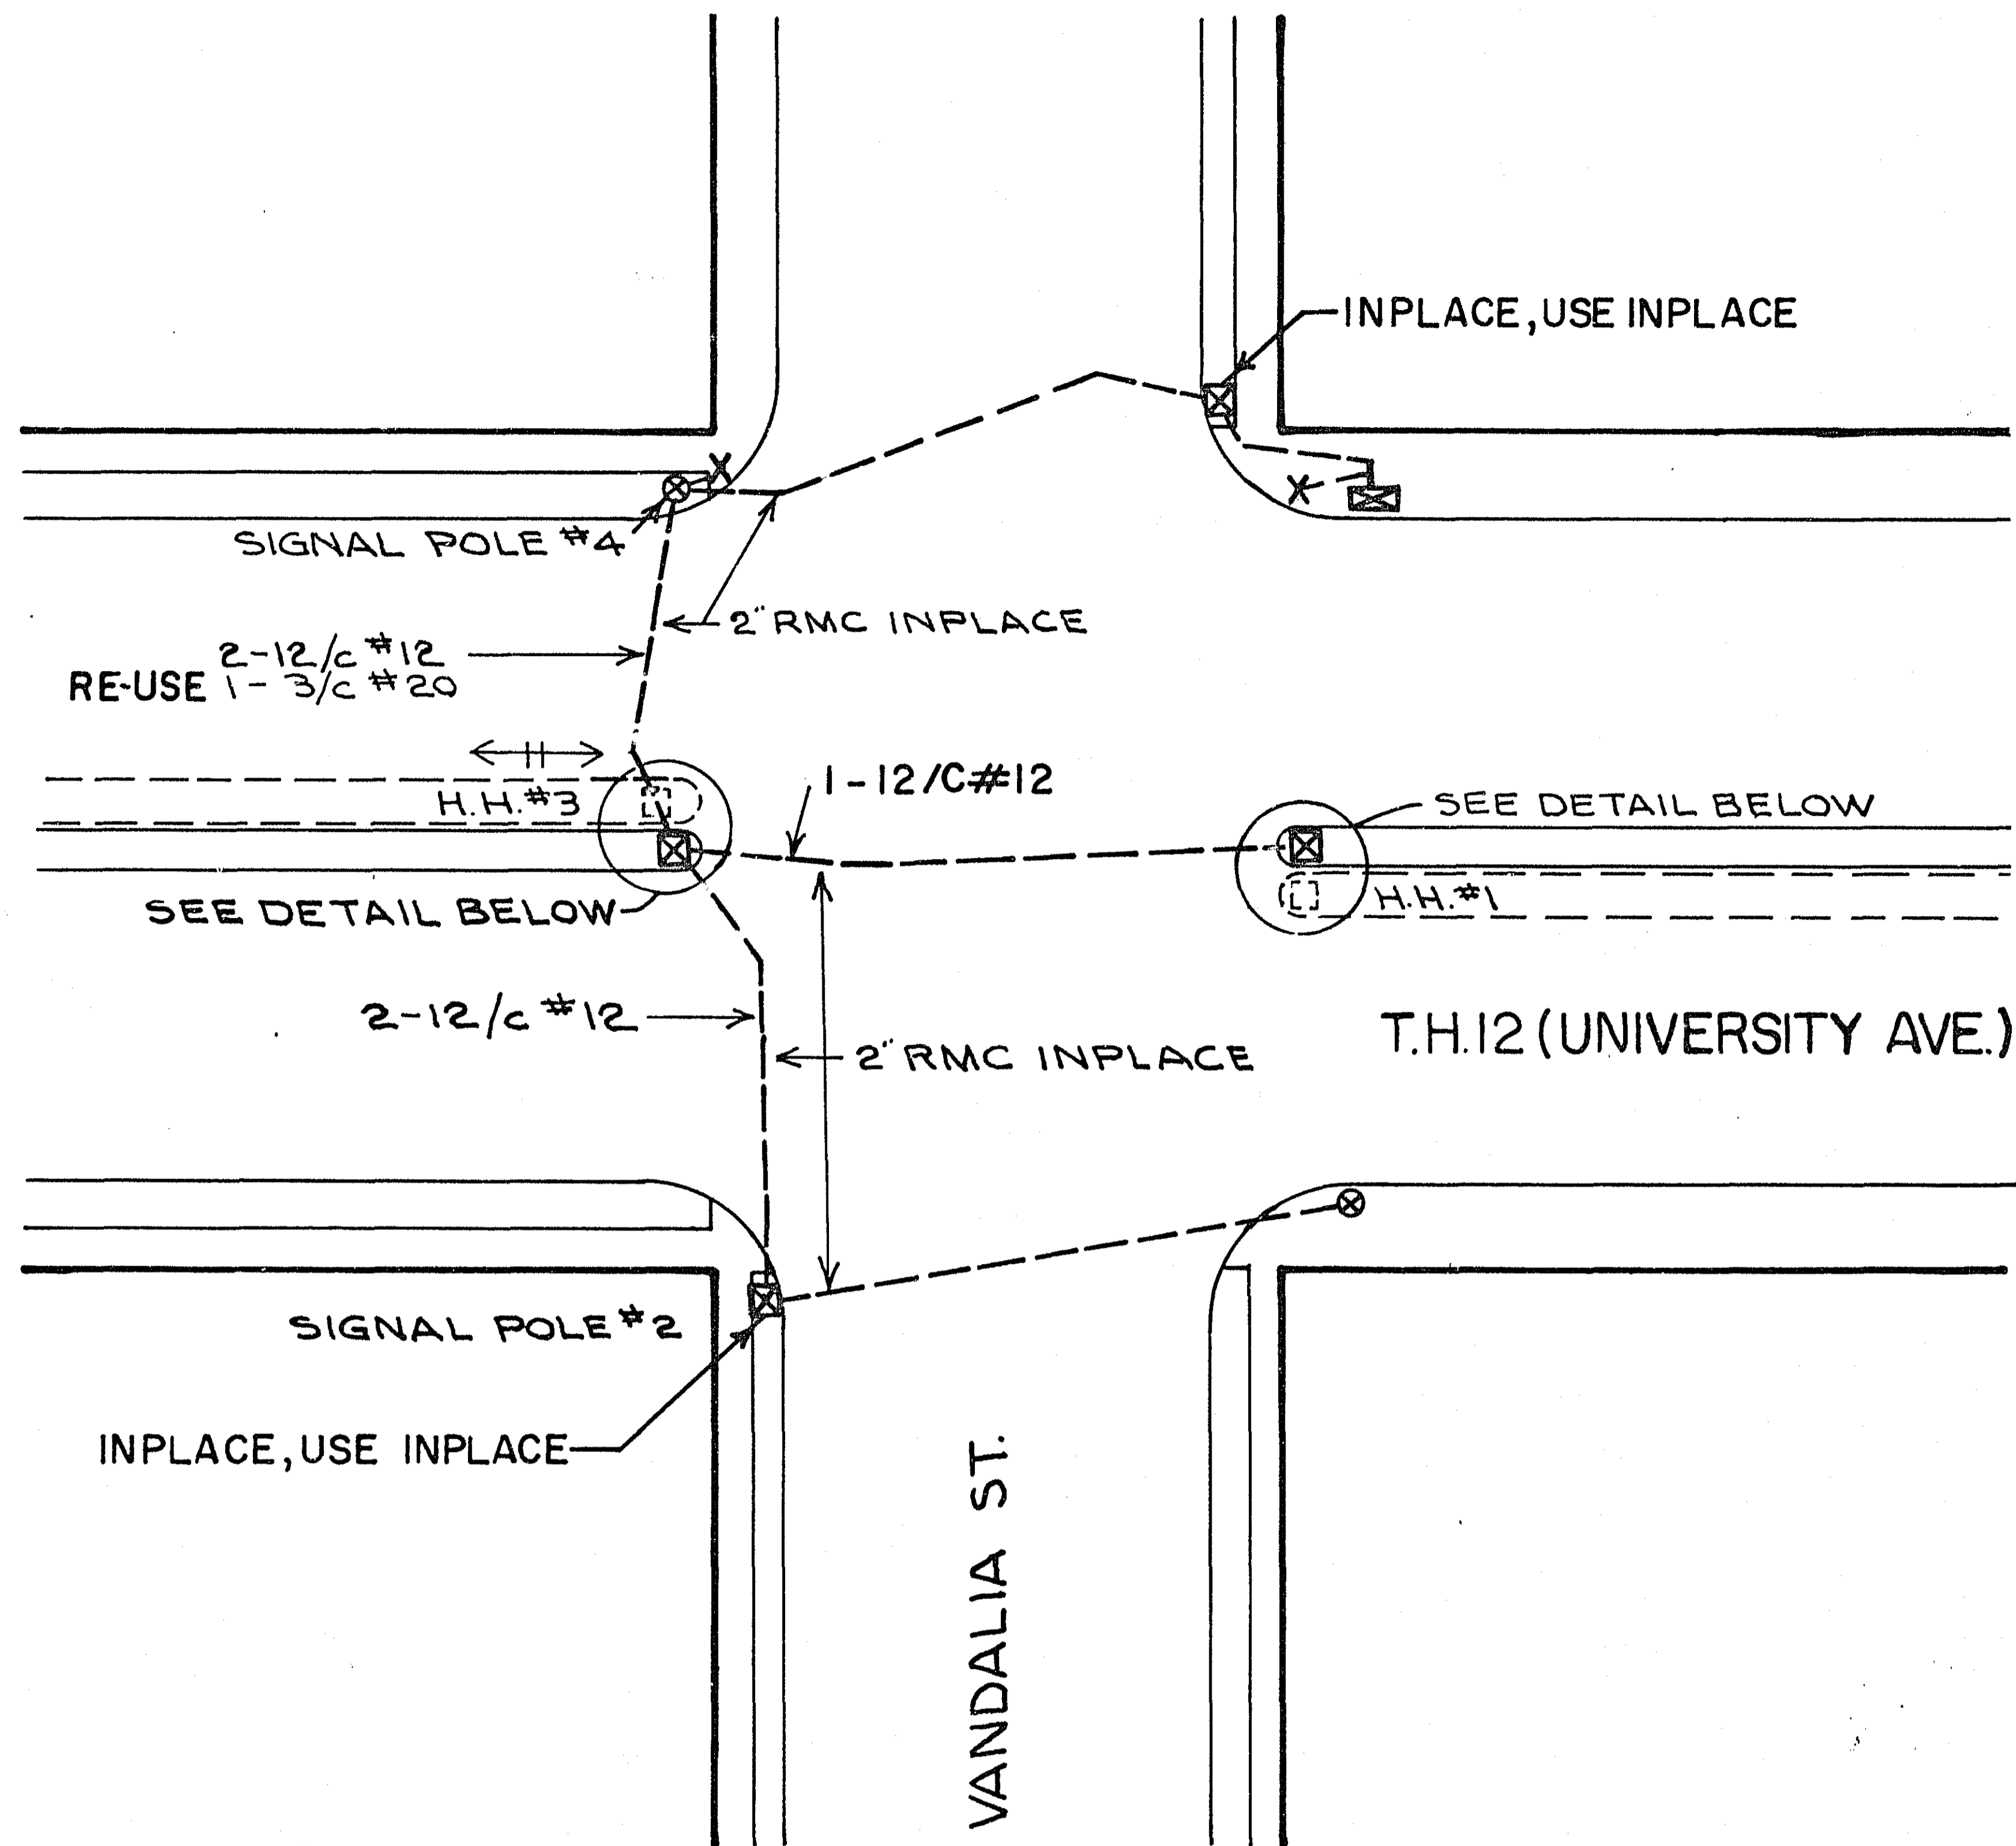 INPLACE, USE INPLACE
SIGNAL POLE #4
2" RMC INPLACE
2-12/c #12
RE-USE 1-3/c #20
1-12/C#12
H.H.#3
SEE DETAIL BELOW
SEE DETAIL BELOW
H.H.#1
2-12/c #12
2" RMC INPLACE
T.H.12 (UNIVERSITY AVE.)
SIGNAL POLE #2
INPLACE, USE INPLACE
VANDALIA ST.